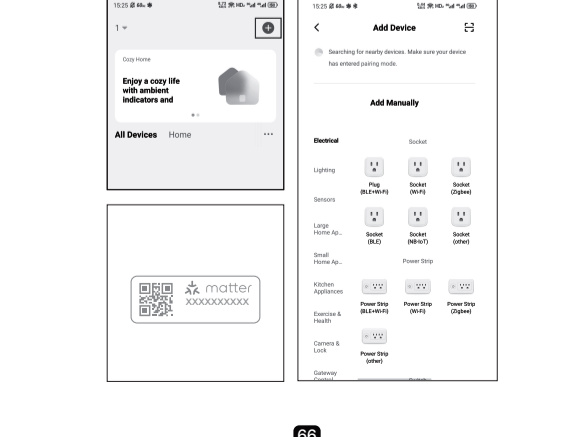 15:25
1
Cozy Home
Enjoy a cozy life
with ambient
indicators and
All Devices Home
matter
XXXXXXXXXX
15:25
Add Device
Searching for nearby devices. Make sure your device
has entered pairing mode.
Add Manually
Electrical
Lighting
Sensors
Large
Home Ap...
Small
Home Ap...
Kitchen
Appliances
Exercise &
Health
Camera &
Lock
Gateway
Control
Socket
Plug
(BLE+Wi-Fi)
Socket
(Wi-Fi)
Socket
(Zigbee)
Socket
(BLE)
Socket
(NB-IoT)
Socket
(other)
Power Strip
Power Strip
(BLE+Wi-Fi)
Power Strip
(Wi-Fi)
Power Strip
(Zigbee)
Power Strip
(other)
66